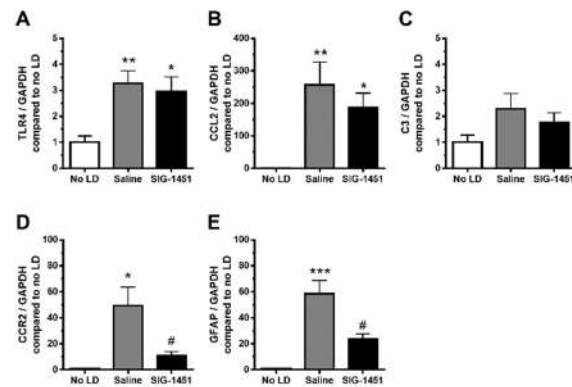 A
TLR4 / GAPDH
compared to no LD
5
4
3
2
1
0
**
*
No LD Saline SIG-1451
B
CCL2 / GAPDH
compared to no LD
400
300
200
100
0
**
*
No LD Saline SIG-1451
C
C3 / GAPDH
compared to no LD
5
4
3
2
1
0
No LD Saline SIG-1451
D
CCR2 / GAPDH
compared to no LD
100
80
60
40
20
0
*
#
No LD Saline SIG-1451
E
GFAP / GAPDH
compared to no LD
100
80
60
40
20
0
***
#
No LD Saline SIG-1451